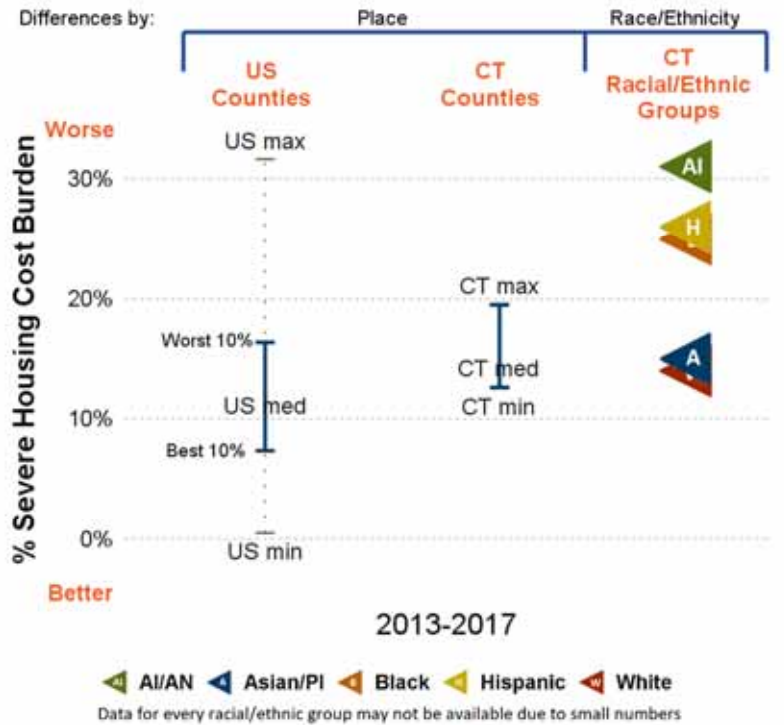 Differences by: Place Race/Ethnicity
US Counties
CT Counties
CT Racial/Ethnic Groups
% Severe Housing Cost Burden
Worse
US max
30%
AI
H
20%
CT max
Worst 10%
A
CT med
US med
CT min
10%
Best 10%
0%
US min
Better
2013-2017
AI/AN Asian/PI Black Hispanic White
Data for every racial/ethnic group may not be available due to small numbers